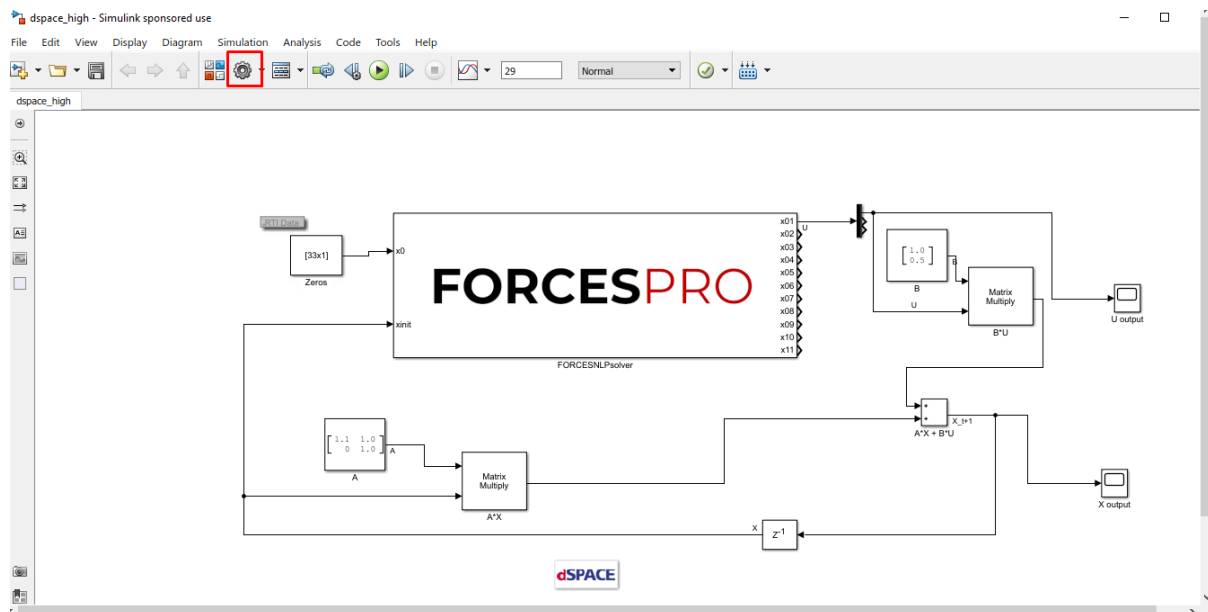 dspace_high - Simulink sponsored use
File Edit View Display Diagram Simulation Analysis Code Tools Help
29
Normal
dspace_high
RTI Data
[33x1]
Zeros
x0
xinit
FORCESPRO
x01
x02
x03
x04
x05
x06
x07
x08
x09
x10
x11
U
FORCESNLPsolver
1.0
0.5
B
B
U
Matrix
Multiply
B*U
U output
1.1 1.0
0 1.0
A
A
Matrix
Multiply
A*X
+
+
X_t+1
A*X + B*U
X output
X
z-1
dSPACE